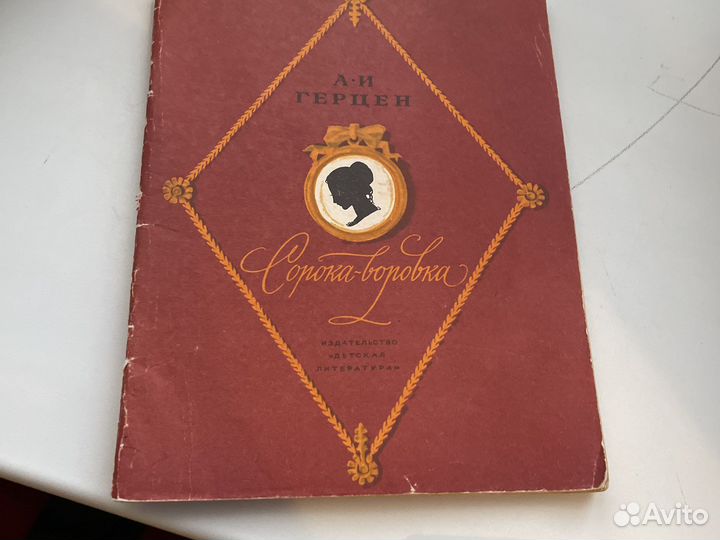 А·И
ГЕРЦЕН
Сорока-воровка
ИЗДАТЕЛЬСТВО
«ДЕТСКАЯ
ЛИТЕРАТУРА»
Avito